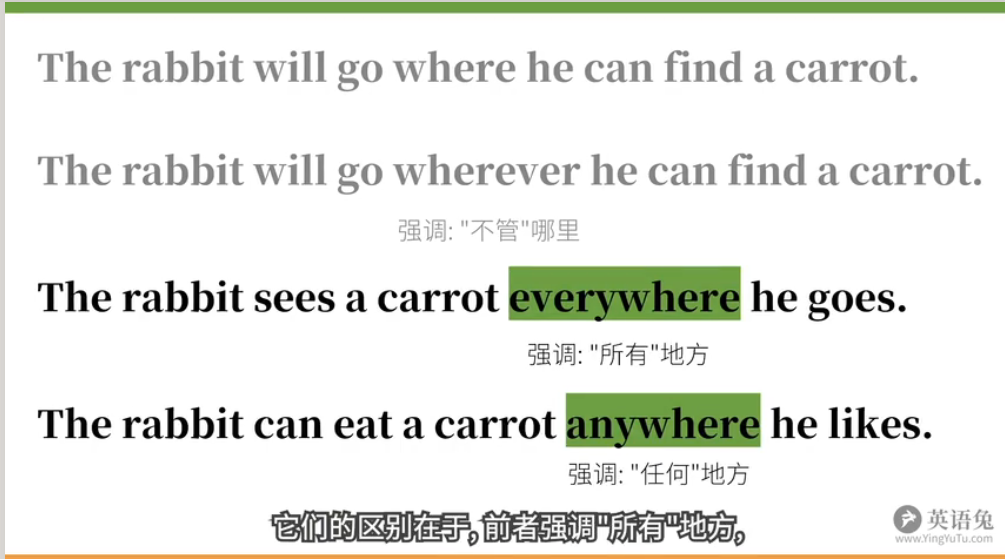 The rabbit will go where he can find a carrot.
The rabbit will go wherever he can find a carrot.
强调: "不管"哪里
The rabbit sees a carrot everywhere he goes.
强调: "所有"地方
The rabbit can eat a carrot anywhere he likes.
强调: "任何"地方
它们的区别在于, 前者强调"所有"地方,
英语兔
www.YingYuTu.com